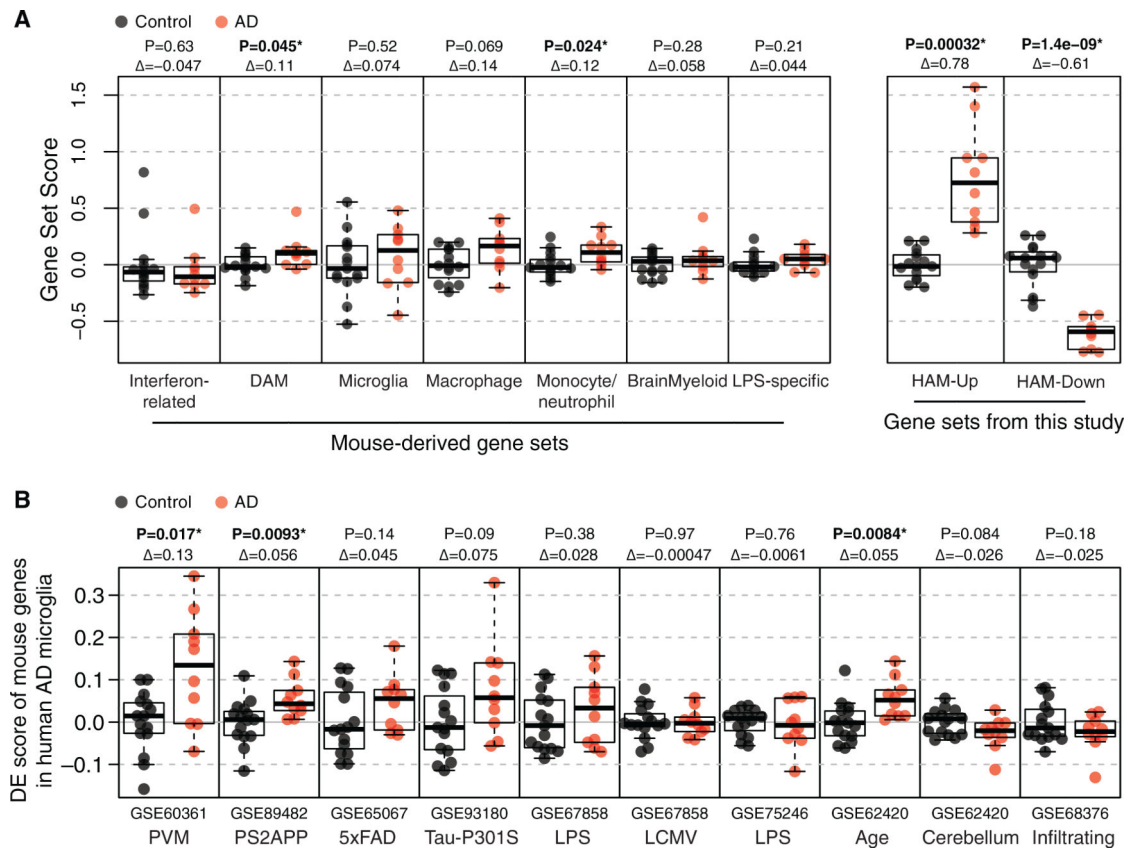 A
Control AD
P=0.63 P=0.045* P=0.52 P=0.069 P=0.024* P=0.28 P=0.21 P=0.00032* P=1.4e−09*
Δ=−0.047 Δ=0.11 Δ=0.074 Δ=0.14 Δ=0.12 Δ=0.058 Δ=0.044 Δ=0.78 Δ=−0.61
Gene Set Score
1.5
1.0
0.5
0.0
−0.5
Interferon- DAM Microglia Macrophage Monocyte/ BrainMyeloid LPS-specific HAM-Up HAM-Down
related neutrophil
Mouse-derived gene sets
Gene sets from this study
B
Control AD
P=0.017* P=0.0093* P=0.14 P=0.09 P=0.38 P=0.97 P=0.76 P=0.0084* P=0.084 P=0.18
Δ=0.13 Δ=0.056 Δ=0.045 Δ=0.075 Δ=0.028 Δ=−0.00047 Δ=−0.0061 Δ=0.055 Δ=−0.026 Δ=−0.025
DE score of mouse genes
in human AD microglia
0.3
0.2
0.1
0.0
−0.1
GSE60361 GSE89482 GSE65067 GSE93180 GSE67858 GSE67858 GSE75246 GSE62420 GSE62420 GSE68376
PVM PS2APP 5xFAD Tau-P301S LPS LCMV LPS Age Cerebellum Infiltrating